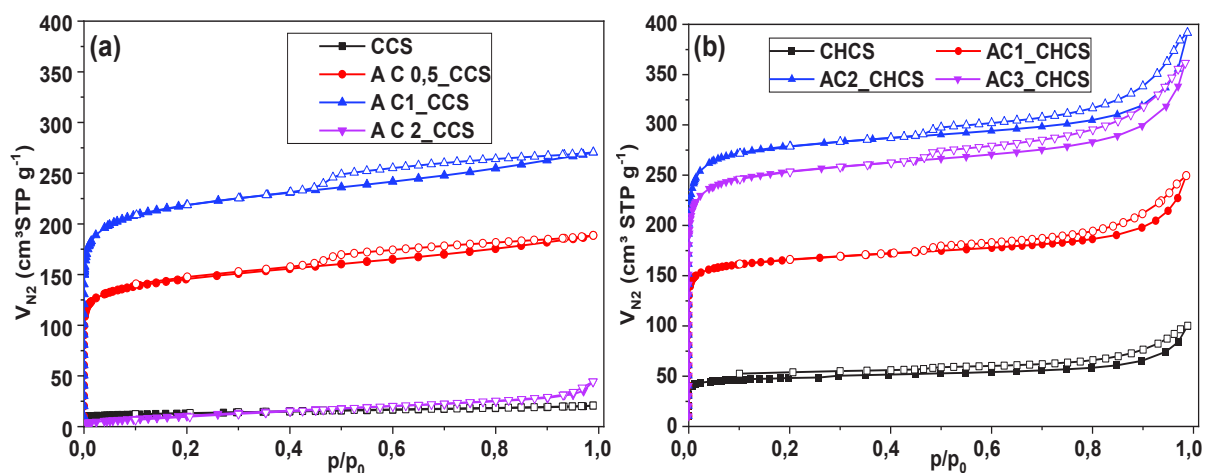 (a)
CCS
A C 0,5_CCS
A C1_CCS
A C 2_CCS
V_N2 (cm³STP g⁻¹)
400
350
300
250
200
150
100
50
0
0,0 0,2 0,4 0,6 0,8 1,0
p/p₀
(b)
CHCS AC1_CHCS
AC2_CHCS AC3_CHCS
V_N2 (cm³ STP g⁻¹)
400
350
300
250
200
150
100
50
0
0,0 0,2 0,4 0,6 0,8 1,0
p/p₀